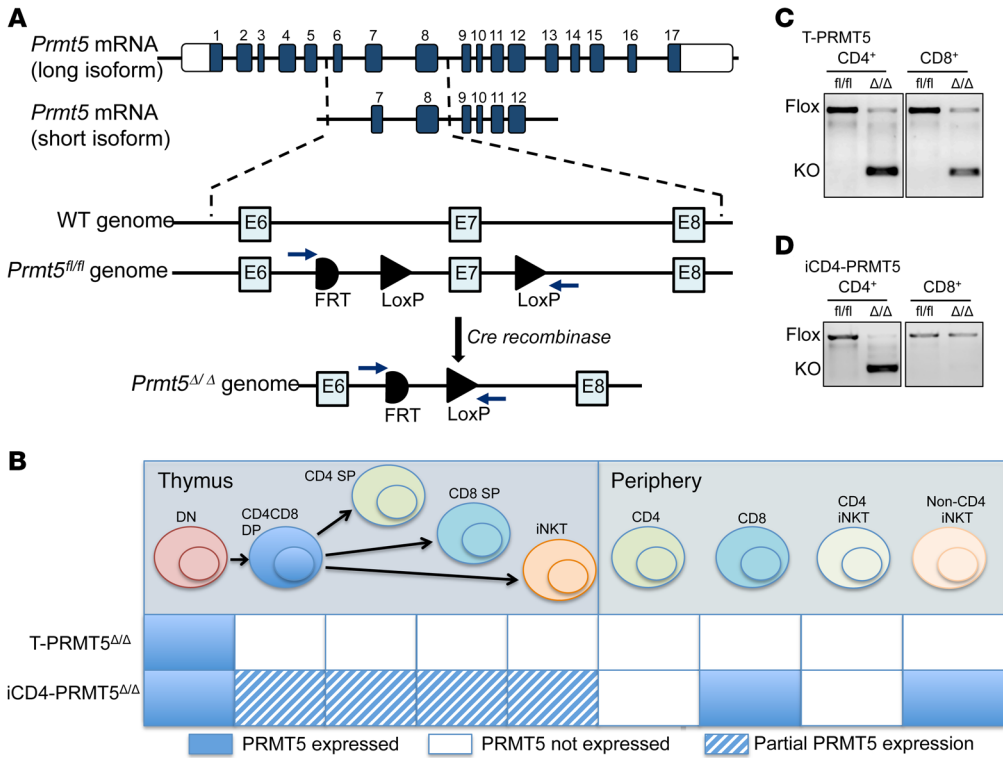 A
Prmt5 mRNA
(long isoform)
1 2 3 4 5 6 7 8 9 10 11 12 13 14 15 16 17
Prmt5 mRNA
(short isoform)
7 8 9 10 11 12
WT genome
E6 E7 E8
Prmt5fl/fl genome
E6 E7 E8
FRT LoxP LoxP
Cre recombinase
Prmt5Δ/Δ genome
E6 E8
FRT LoxP
C
T-PRMT5
CD4+ CD8+
fl/fl Δ/Δ fl/fl Δ/Δ
Flox
KO
D
iCD4-PRMT5
CD4+ CD8+
fl/fl Δ/Δ fl/fl Δ/Δ
Flox
KO
B
Thymus
DN
CD4CD8
DP
CD4 SP
CD8 SP
iNKT
Periphery
CD4
CD8
CD4
iNKT
Non-CD4
iNKT
T-PRMT5Δ/Δ
iCD4-PRMT5Δ/Δ
PRMT5 expressed
PRMT5 not expressed
Partial PRMT5 expression